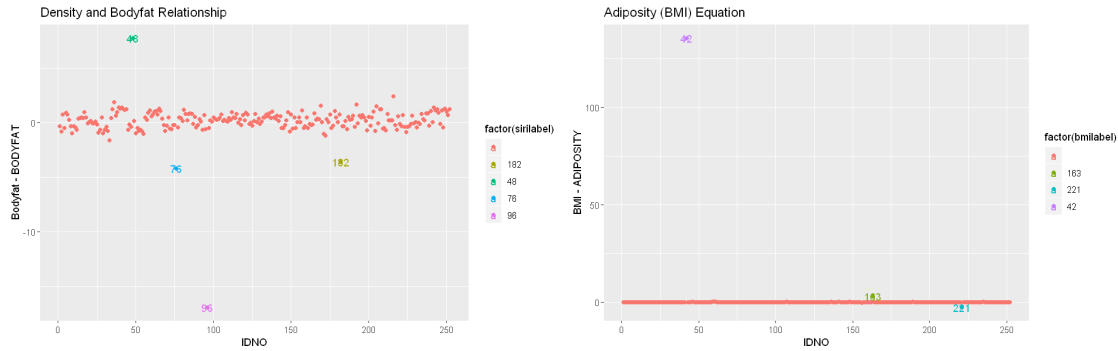 Density and Bodyfat Relationship
Bodyfat - BODYFAT
0
-10
48
76
182
96
0
50
100
150
200
250
IDNO
factor(sirilabel)
a
a 182
a 48
a 76
a 96
Adiposity (BMI) Equation
BMI - ADIPOSITY
100
50
0
42
163
221
0
50
100
150
200
250
IDNO
factor(bmilabel)
a
a 163
a 221
a 42